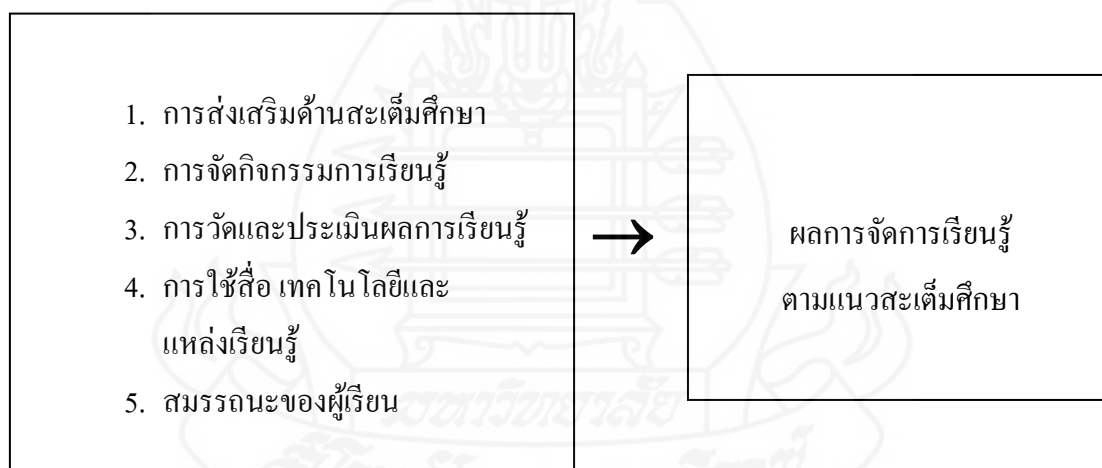 1. การส่งเสริมด้านสะเต็มศึกษา
2. การจัดกิจกรรมการเรียนรู้
3. การวัดและประเมินผลการเรียนรู้
4. การใช้สื่อ เทคโนโลยีและ
แหล่งเรียนรู้
5. สมรรถนะของผู้เรียน
→
ผลการจัดการเรียนรู้
ตามแนวสะเต็มศึกษา